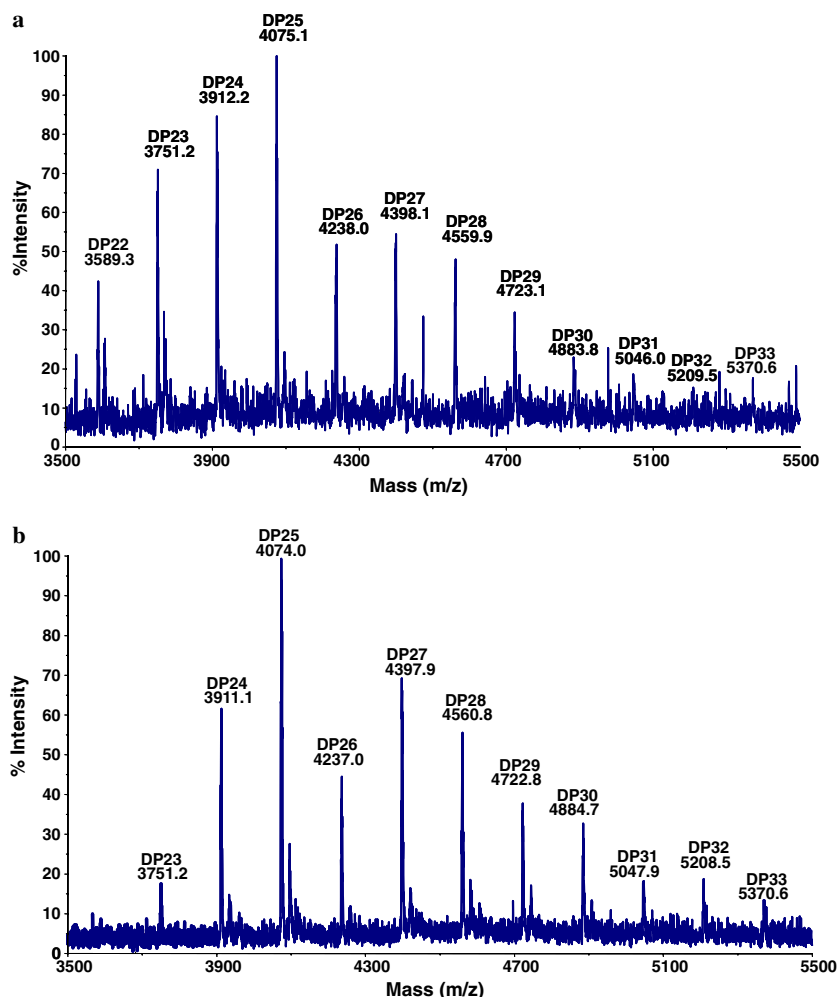 a
DP25
4075.1
DP24
3912.2
DP23
3751.2
DP22
3589.3
DP26
4238.0
DP27
4398.1
DP28
4559.9
DP29
4723.1
DP30
4883.8
DP31
5046.0
DP32
5209.5
DP33
5370.6
%Intensity
100
90
80
70
60
50
40
30
20
10
0
3500 3900 4300 4700 5100 5500
Mass (m/z)
b
DP25
4074.0
DP24
3911.1
DP23
3751.2
DP26
4237.0
DP27
4397.9
DP28
4560.8
DP29
4722.8
DP30
4884.7
DP31
5047.9
DP32
5208.5
DP33
5370.6
% Intensity
100
90
80
70
60
50
40
30
20
10
0
3500 3900 4300 4700 5100 5500
Mass (m/z)